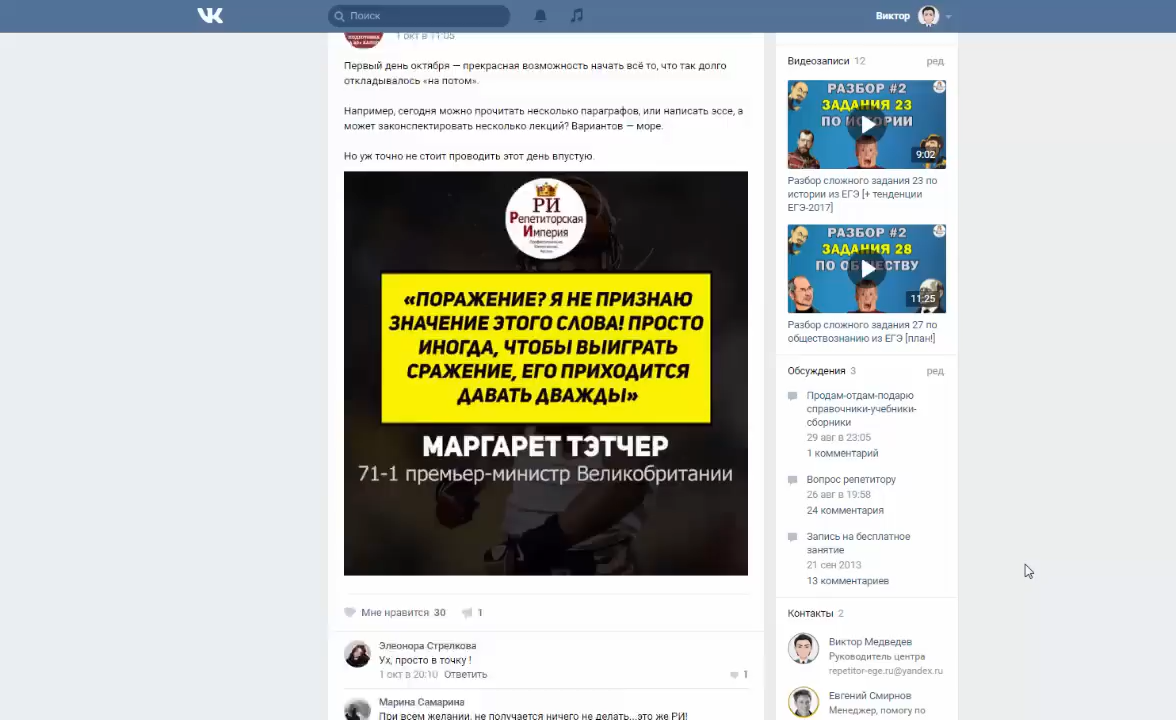 Поиск
Виктор
1 окт в 11:05
Первый день октября — прекрасная возможность начать всё то, что так долго
откладывалось «на потом».
Например, сегодня можно прочитать несколько параграфов, или написать эссе, а
может законспектировать несколько лекций? Вариантов — море.
Но уж точно не стоит проводить этот день впустую.
РИ
Репетиторская
Империя
«ПОРАЖЕНИЕ? Я НЕ ПРИЗНАЮ
ЗНАЧЕНИЕ ЭТОГО СЛОВА! ПРОСТО
ИНОГДА, ЧТОБЫ ВЫИГРАТЬ
СРАЖЕНИЕ, ЕГО ПРИХОДИТСЯ
ДАВАТЬ ДВАЖДЫ»
МАРГАРЕТ ТЭТЧЕР
71-1 премьер-министр Великобритании
Мне нравится 30 1
Элеонора Стрелкова
Ух, просто в точку !
1 окт в 20:10 Ответить 1
Марина Самарина
При всем желании, не получается ничего не делать...это же РИ!
Видеозаписи 12 ред.
РАЗБОР #2
ЗАДАНИЯ 23
ПО ИСТОРИИ
9:02
Разбор сложного задания 23 по
истории из ЕГЭ [+ тенденции
ЕГЭ-2017]
РАЗБОР #2
ЗАДАНИЯ 28
ПО ОБЩЕСТВУ
11:25
Разбор сложного задания 27 по
обществознанию из ЕГЭ [план!]
Обсуждения 3 ред.
Продам-отдам-подарю
справочники-учебники-
сборники
29 авг в 23:05
1 комментарий
Вопрос репетитору
26 авг в 19:58
24 комментария
Запись на бесплатное
занятие
21 сен 2013
13 комментариев
Контакты 2
Виктор Медведев
Руководитель центра
repetitor-ege.ru@yandex.ru
Евгений Смирнов
Менеджер, помогу по